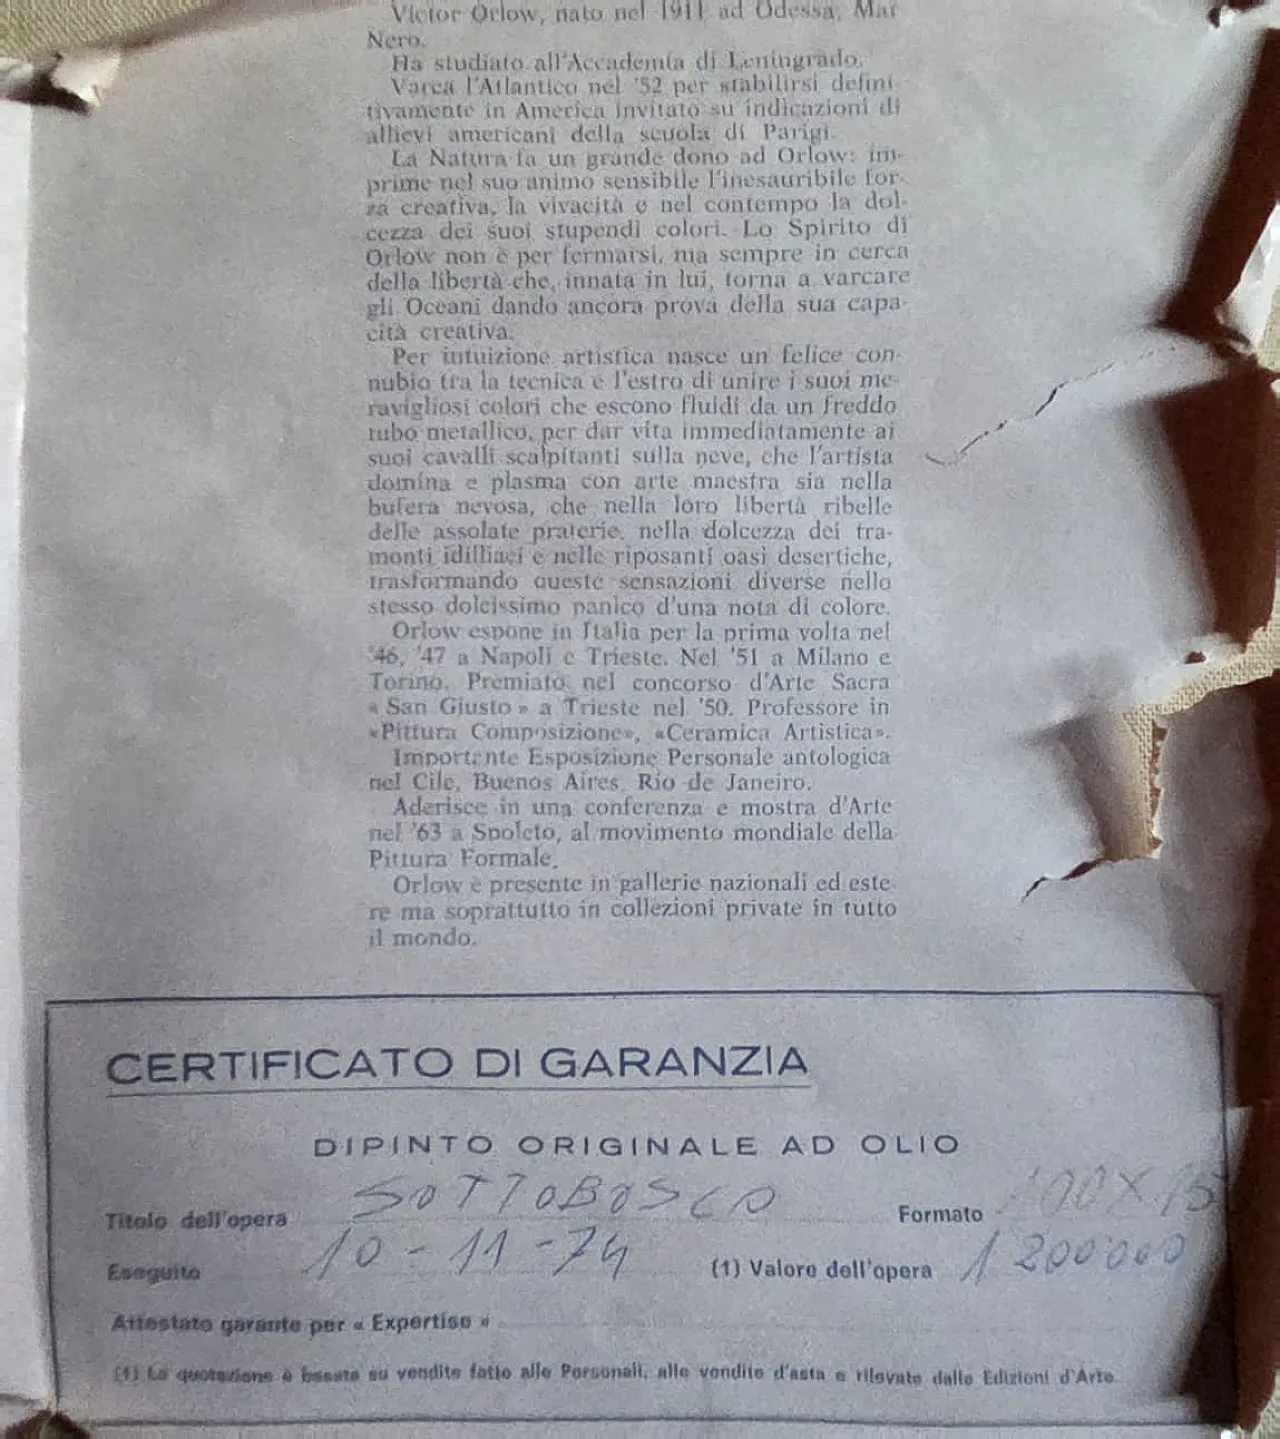 Victor Orlow, nato nel 1911 ad Odessa, Mar
Nero.
Ha studiato all'Accademia di Leningrado.
Varca l'Atlantico nel '52 per stabilirsi defini-
tivamente in America invitato su indicazioni di
allievi americani della scuola di Parigi.
La Natura fa un grande dono ad Orlow: im-
prime nel suo animo sensibile l'inesauribile for-
za creativa, la vivacità e nel contempo la dol-
cezza dei suoi stupendi colori. Lo Spirito di
Orlow non è per fermarsi, ma sempre in cerca
della libertà che, innata in lui, torna a varcare
gli Oceani dando ancora prova della sua capa-
cità creativa.
Per intuizione artistica nasce un felice con-
nubio tra la tecnica e l'estro di unire i suoi me-
ravigliosi colori che escono fluidi da un freddo
tubo metallico, per dar vita immediatamente ai
suoi cavalli scalpitanti sulla neve, che l'artista
domina e plasma con arte maestra sia nella
bufera nevosa, che nella loro libertà ribelle
delle assolate praterie, nella dolcezza dei tra-
monti idilliaci e nelle riposanti oasi desertiche,
trasformando queste sensazioni diverse nello
stesso dolcissimo panico d'una nota di colore.
Orlow espone in Italia per la prima volta nel
'46, '47 a Napoli e Trieste. Nel '51 a Milano e
Torino. Premiato nel concorso d'Arte Sacra
« San Giusto » a Trieste nel '50. Professore in
«Pittura Composizione», «Ceramica Artistica».
Importante Esposizione Personale antologica
nel Cile, Buenos Aires, Rio de Janeiro.
Aderisce in una conferenza e mostra d'Arte
nel '63 a Spoleto, al movimento mondiale della
Pittura Formale.
Orlow è presente in gallerie nazionali ed este-
re ma soprattutto in collezioni private in tutto
il mondo.
CERTIFICATO DI GARANZIA
DIPINTO ORIGINALE AD OLIO
Titolo dell'opera SOTTOBOSCO Formato
Eseguito 10-11-74 (1) Valore dell'opera 1200000
Attestato garante per « Expertise »
(1) La quotazione è basata su vendite fatte alle Personali, alle vendite d'asta e rilevate dalle Edizioni d'Arte.